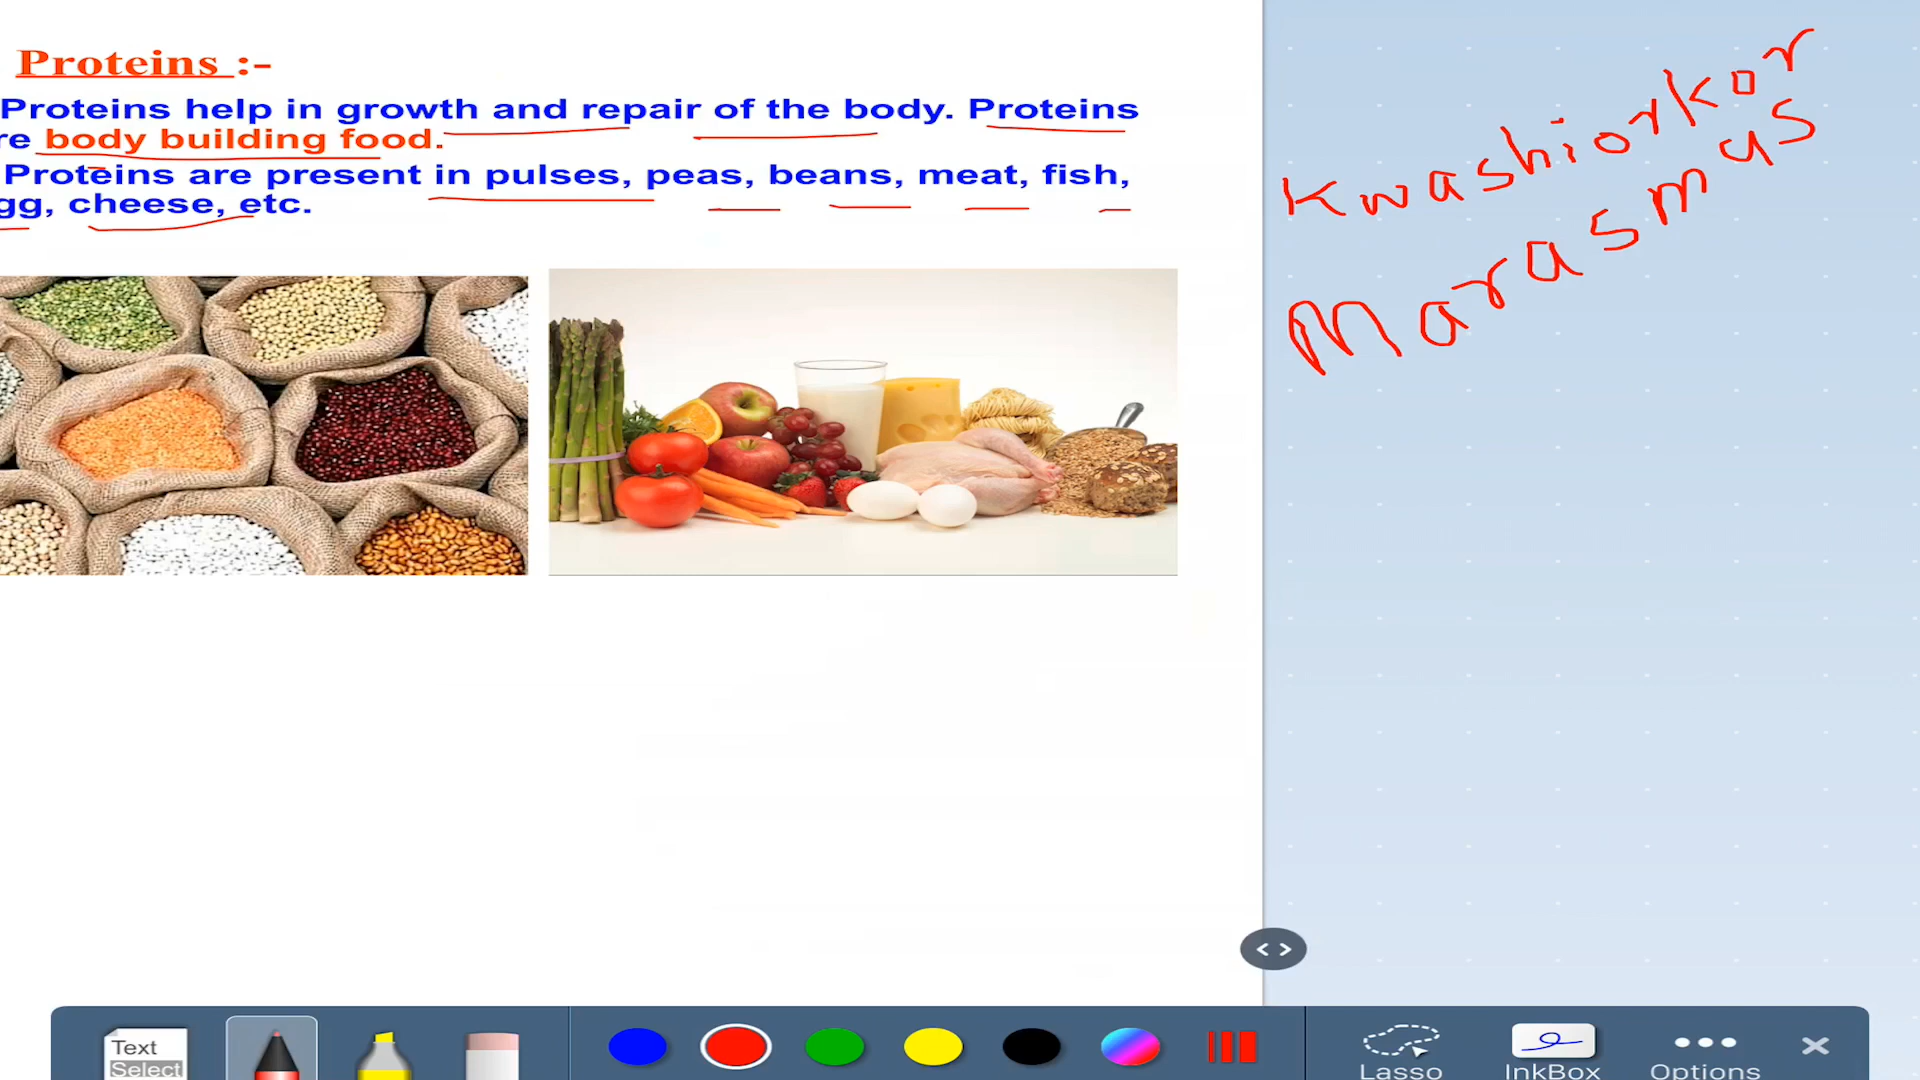 Proteins :-
Proteins help in growth and repair of the body. Proteins
re body building food.
Proteins are present in pulses, peas, beans, meat, fish,
gg, cheese, etc.
Kwashiorkor
Marasmus
Text
Select
Lasso
InkBox
Options